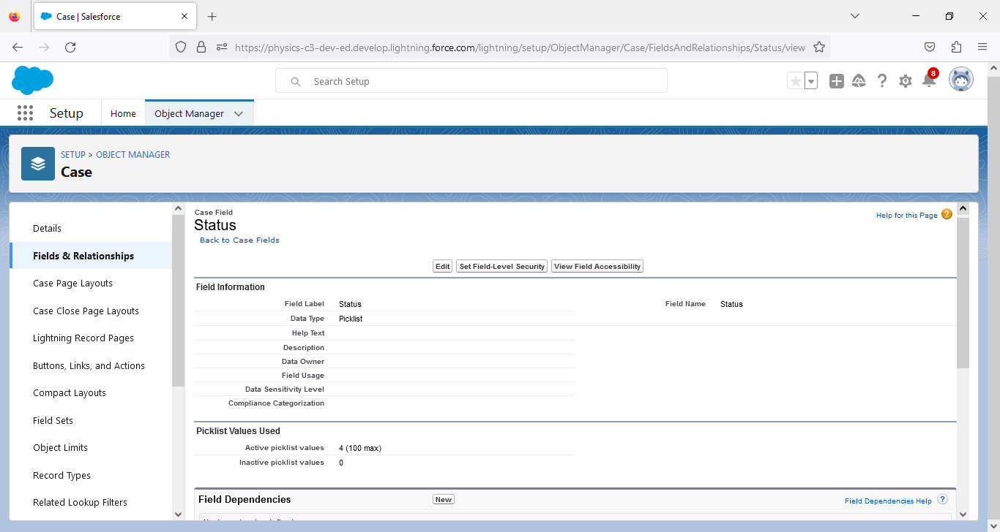 Case | Salesforce
https://physics-c3-dev-ed.develop.lightning.force.com/lightning/setup/ObjectManager/Case/FieldsAndRelationships/Status/view
Search Setup
8
Setup
Home
Object Manager
SETUP > OBJECT MANAGER
Case
Details
Fields & Relationships
Case Page Layouts
Case Close Page Layouts
Lightning Record Pages
Buttons, Links, and Actions
Compact Layouts
Field Sets
Object Limits
Record Types
Related Lookup Filters
Case Field
Status
Back to Case Fields
Help for this Page ?
Edit Set Field-Level Security View Field Accessibility
Field Information
Field Label Status Field Name Status
Data Type Picklist
Help Text
Description
Data Owner
Field Usage
Data Sensitivity Level
Compliance Categorization
Picklist Values Used
Active picklist values 4 (100 max)
Inactive picklist values 0
Field Dependencies New Field Dependencies Help ?